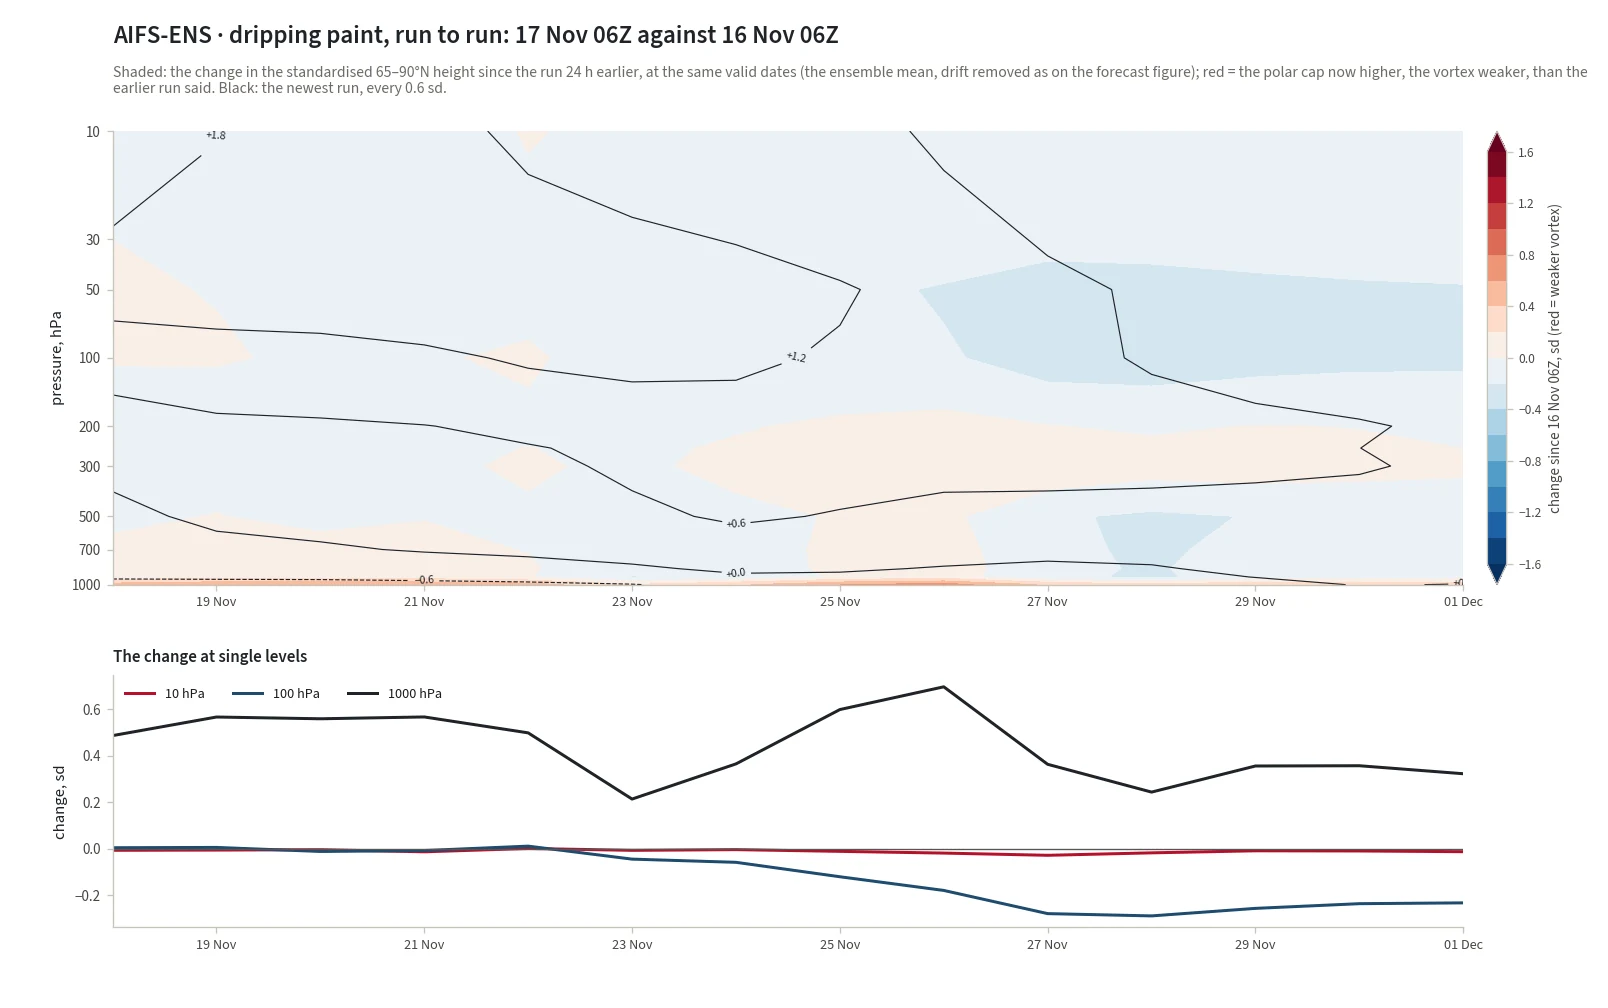 AIFS-ENS · dripping paint, run to run: 17 Nov 06Z against 16 Nov 06Z
Shaded: the change in the standardised 65–90°N height since the run 24 h earlier, at the same valid dates (the ensemble mean, drift removed as on the forecast figure); red = the polar cap now higher, the vortex weaker, than the
earlier run said. Black: the newest run, every 0.6 sd.
pressure, hPa
10
30
50
100
200
300
500
700
1000
+1.8
+1.2
+0.6
+0.0
-0.6
+0
19 Nov
21 Nov
23 Nov
25 Nov
27 Nov
29 Nov
01 Dec
1.6
1.2
0.8
0.4
0.0
−0.4
−0.8
−1.2
−1.6
change since 16 Nov 06Z, sd (red = weaker vortex)
The change at single levels
10 hPa
100 hPa
1000 hPa
change, sd
0.6
0.4
0.2
0.0
−0.2
19 Nov
21 Nov
23 Nov
25 Nov
27 Nov
29 Nov
01 Dec